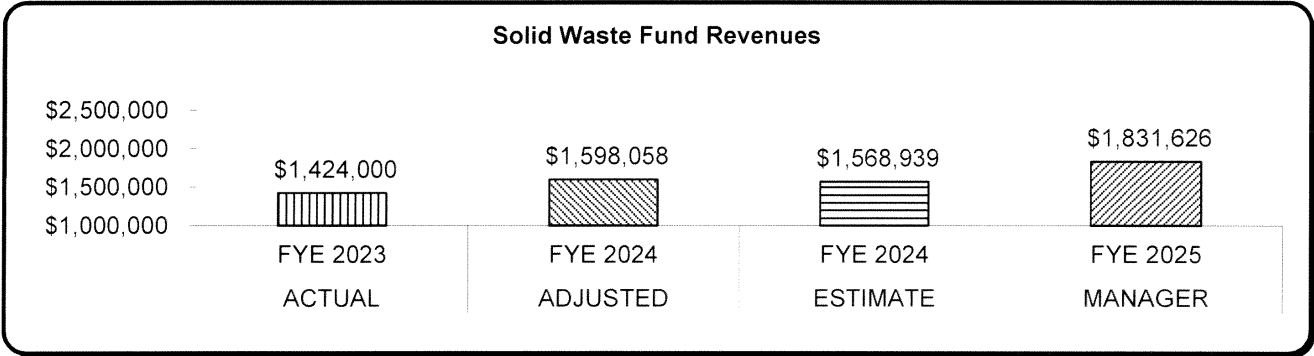 Solid Waste Fund Revenues
$2,500,000
$2,000,000
$1,500,000
$1,000,000
$1,424,000
$1,598,058
$1,568,939
$1,831,626
FYE 2023 FYE 2024 FYE 2024 FYE 2025
ACTUAL ADJUSTED ESTIMATE MANAGER